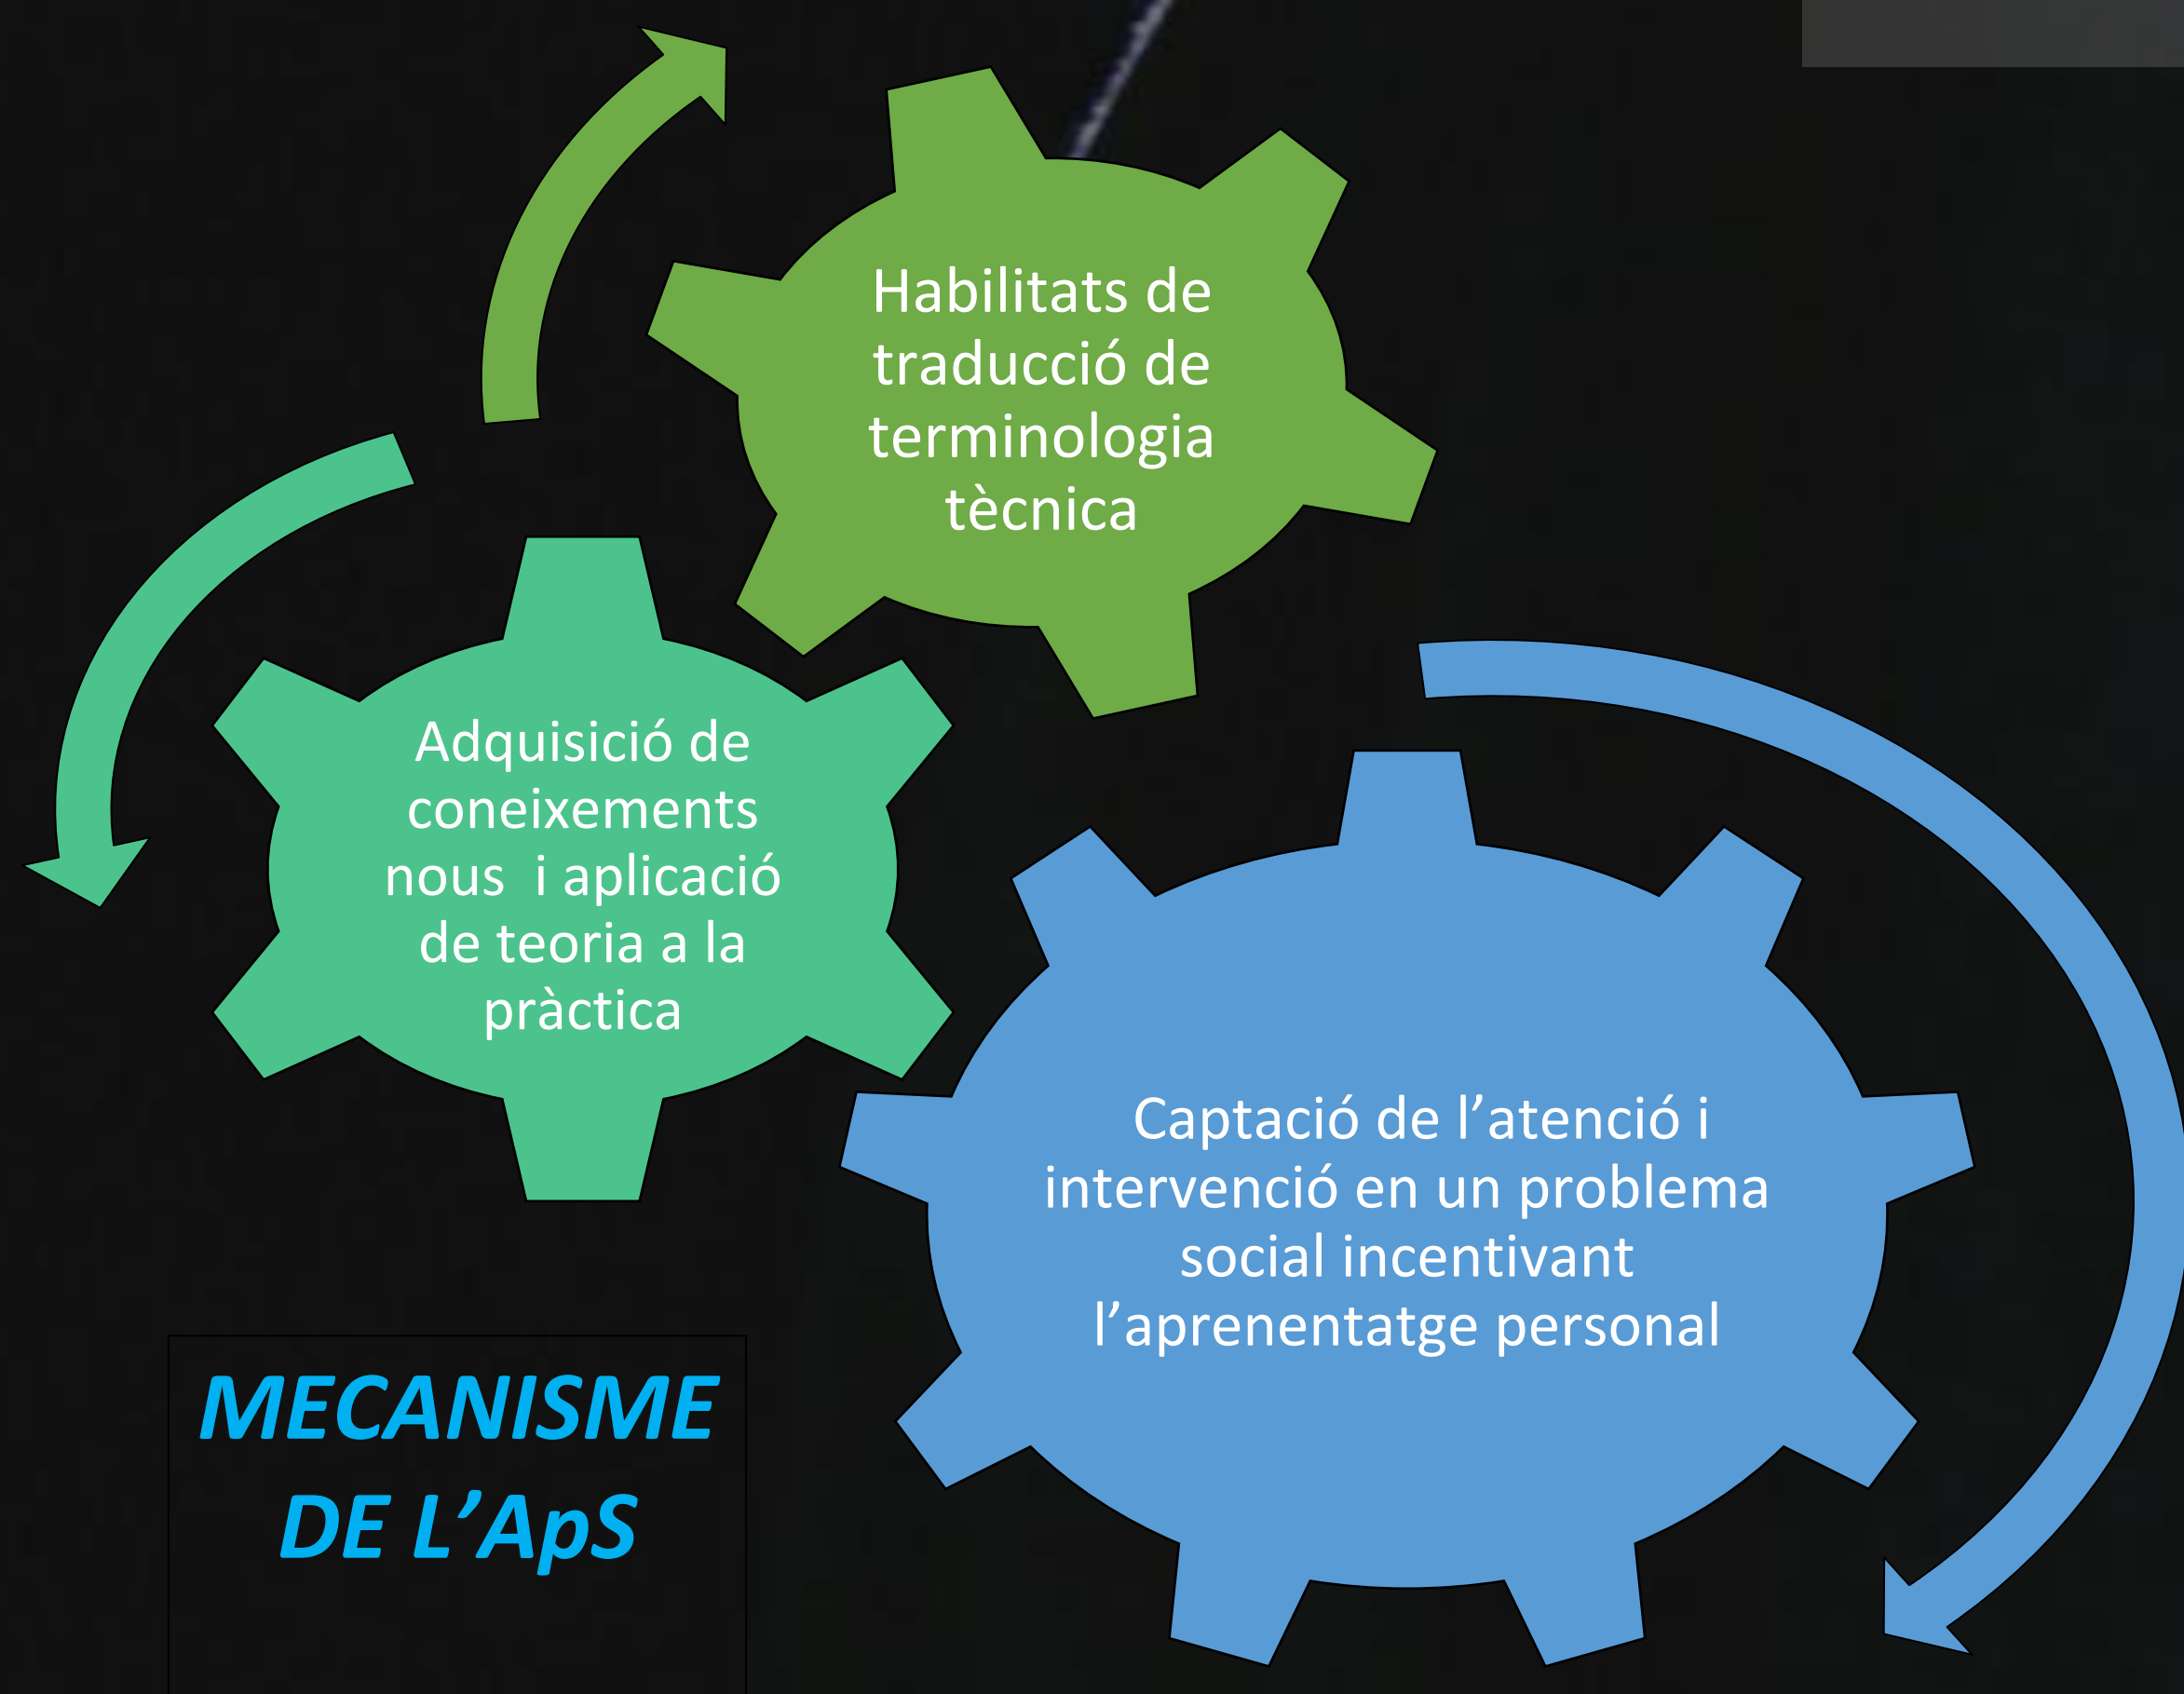 Habilitats de
traducció de
terminologia
tècnica
Adquisició de
coneixements
nous  i aplicació
de teoria a la
pràctica
Captació de l’atenció i
intervenció en un problema
social incentivant
l’aprenentatge personal
MECANISME
DE L’ApS